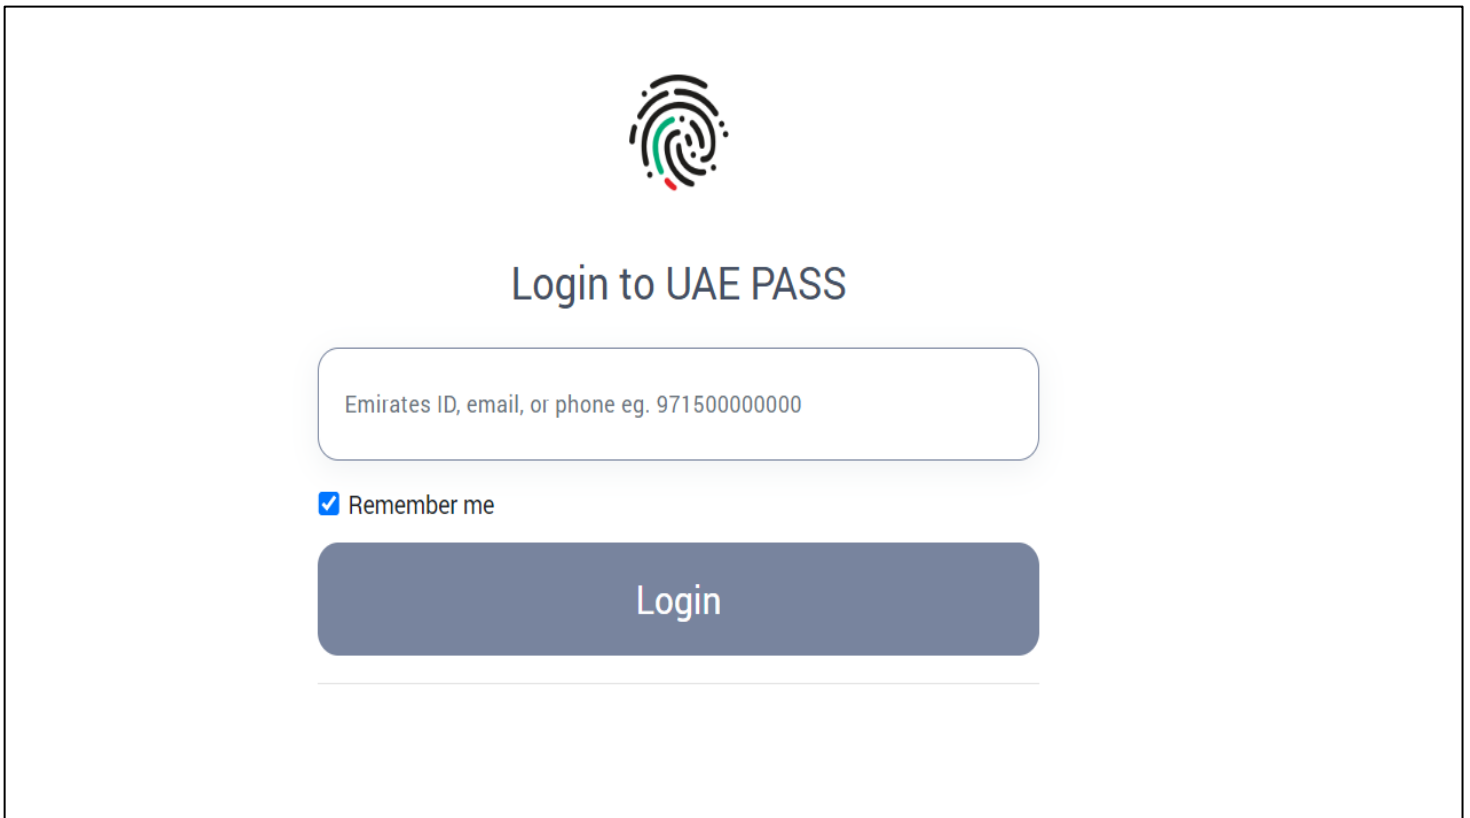 Login to UAE PASS
Emirates ID, email, or phone eg. 971500000000
Remember me
Login